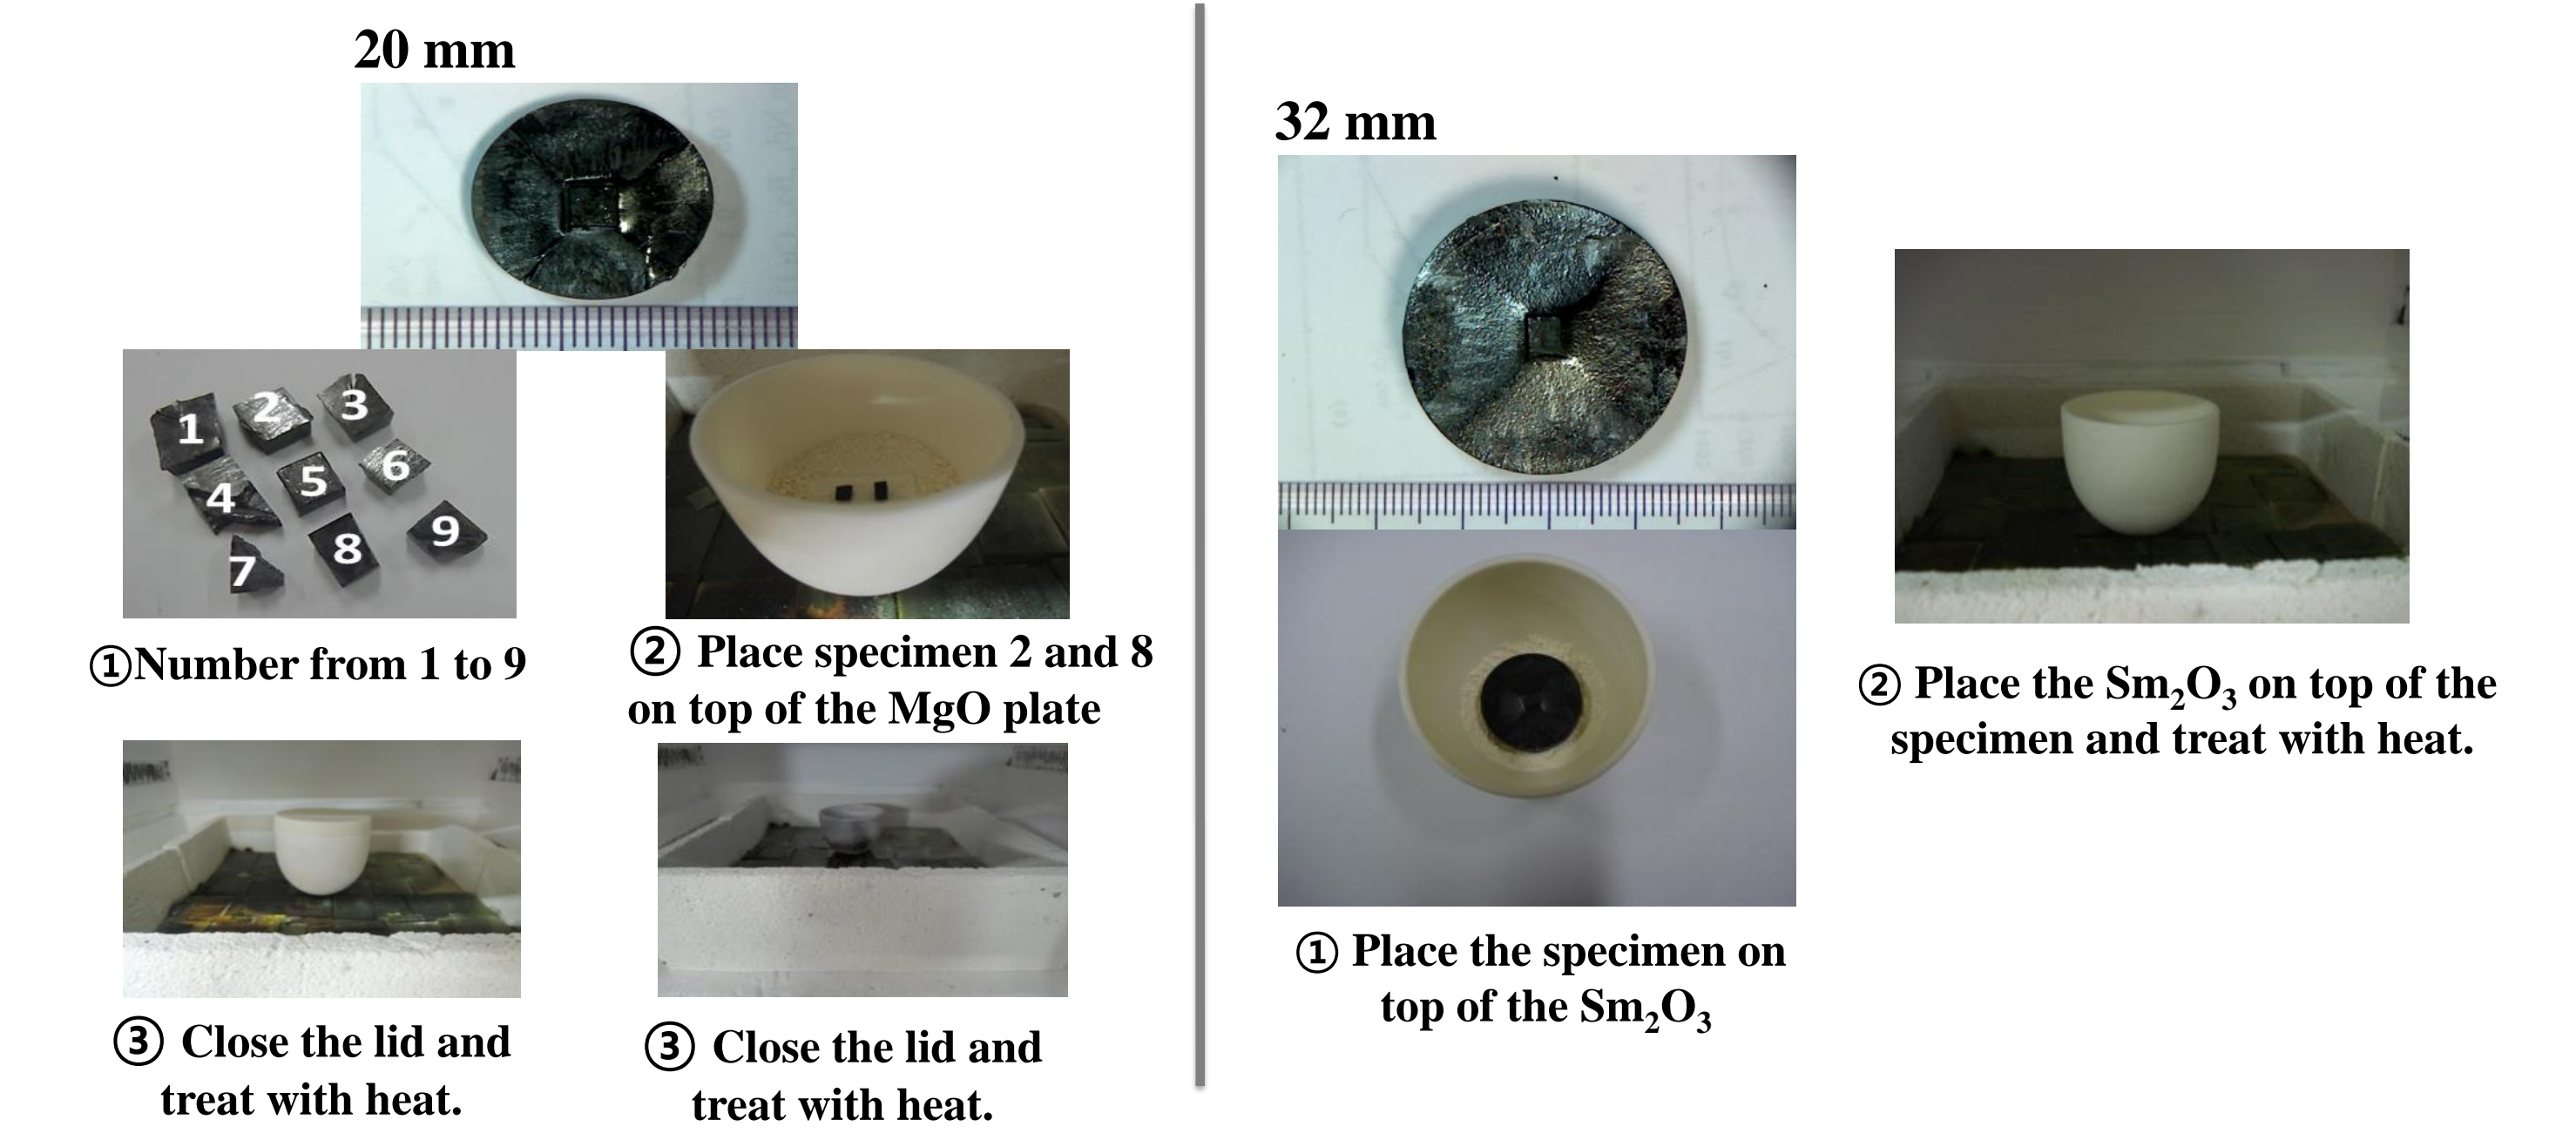 20 mm
1
2
3
4
5
6
7
8
9
①Number from 1 to 9
② Place specimen 2 and 8
on top of the MgO plate
③ Close the lid and
treat with heat.
③ Close the lid and
treat with heat.
32 mm
① Place the specimen on
top of the Sm₂O₃
② Place the Sm₂O₃ on top of the
specimen and treat with heat.